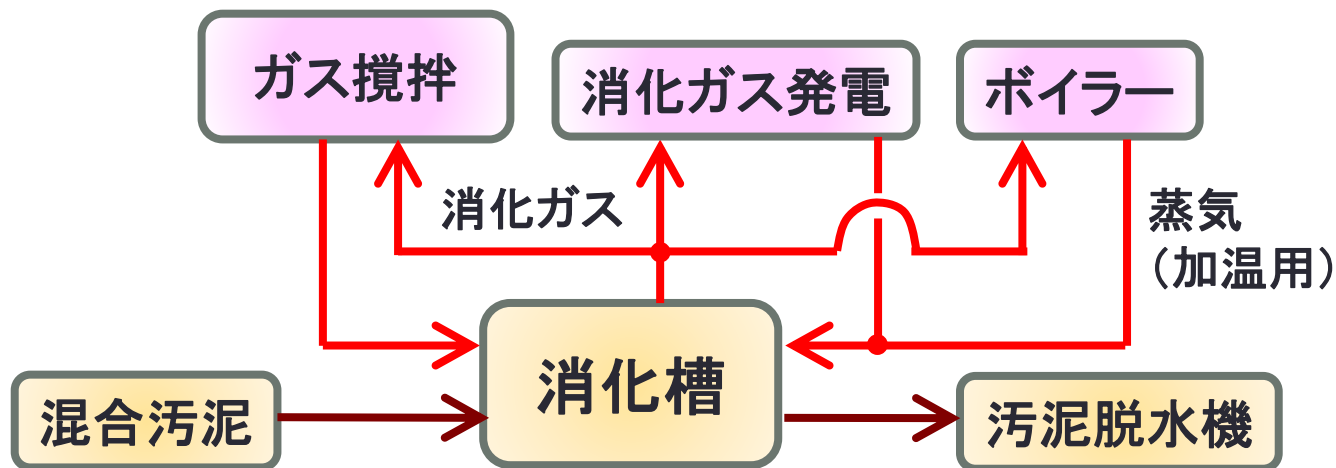 ガス撹拌
消化ガス発電
ボイラー
消化ガス
蒸気
（加温用）
消化槽
混合汚泥
汚泥脱水機